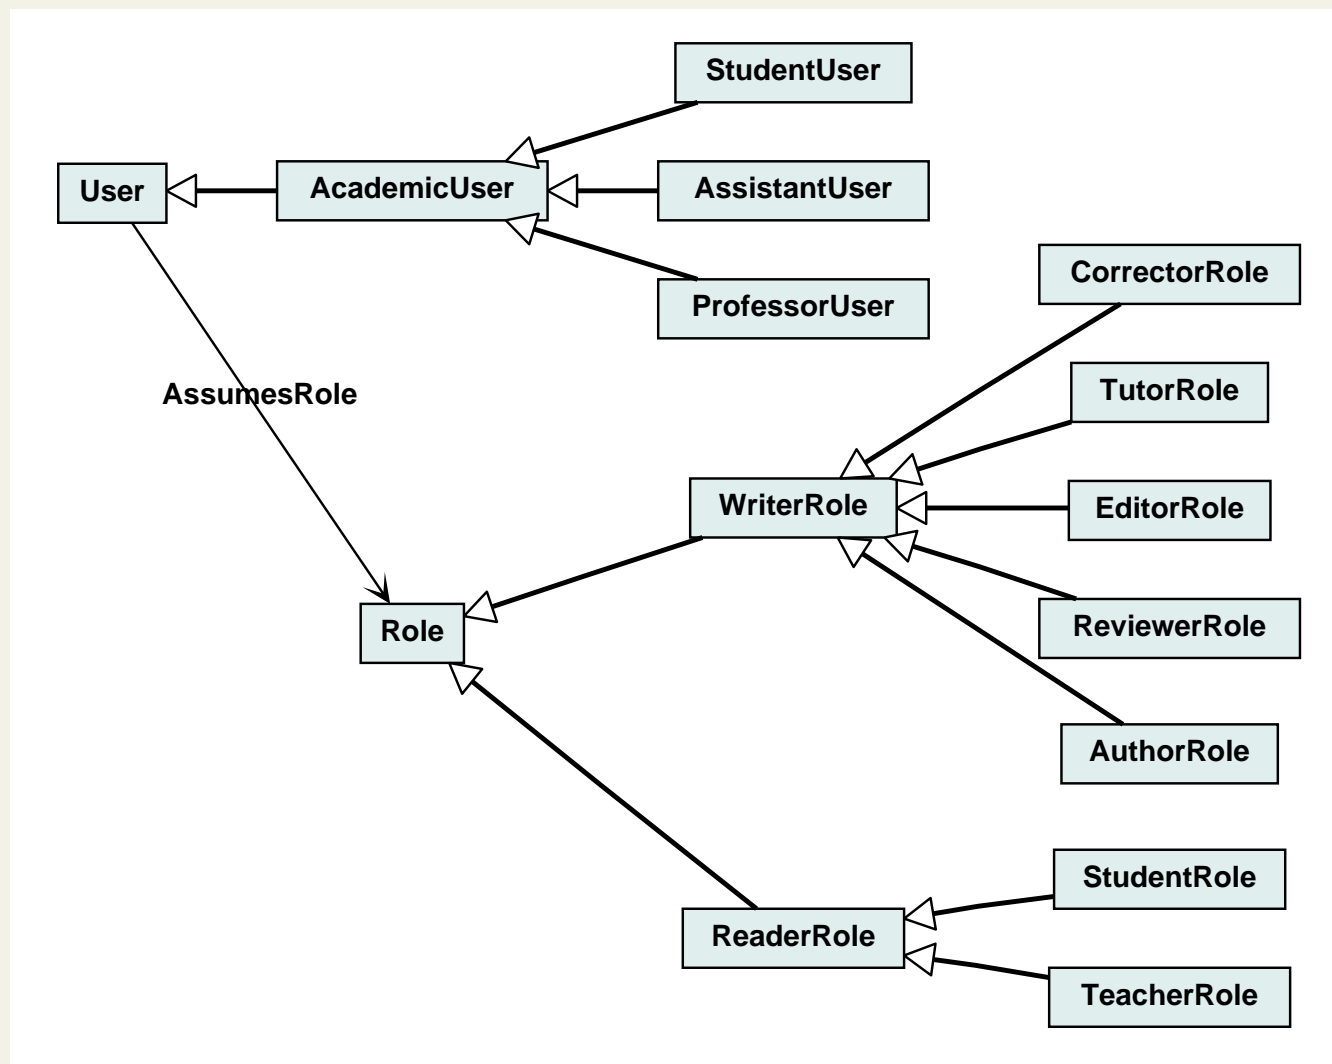 StudentUser
User
AcademicUser
AssistantUser
ProfessorUser
CorrectorRole
AssumesRole
TutorRole
WriterRole
EditorRole
Role
ReviewerRole
AuthorRole
StudentRole
ReaderRole
TeacherRole